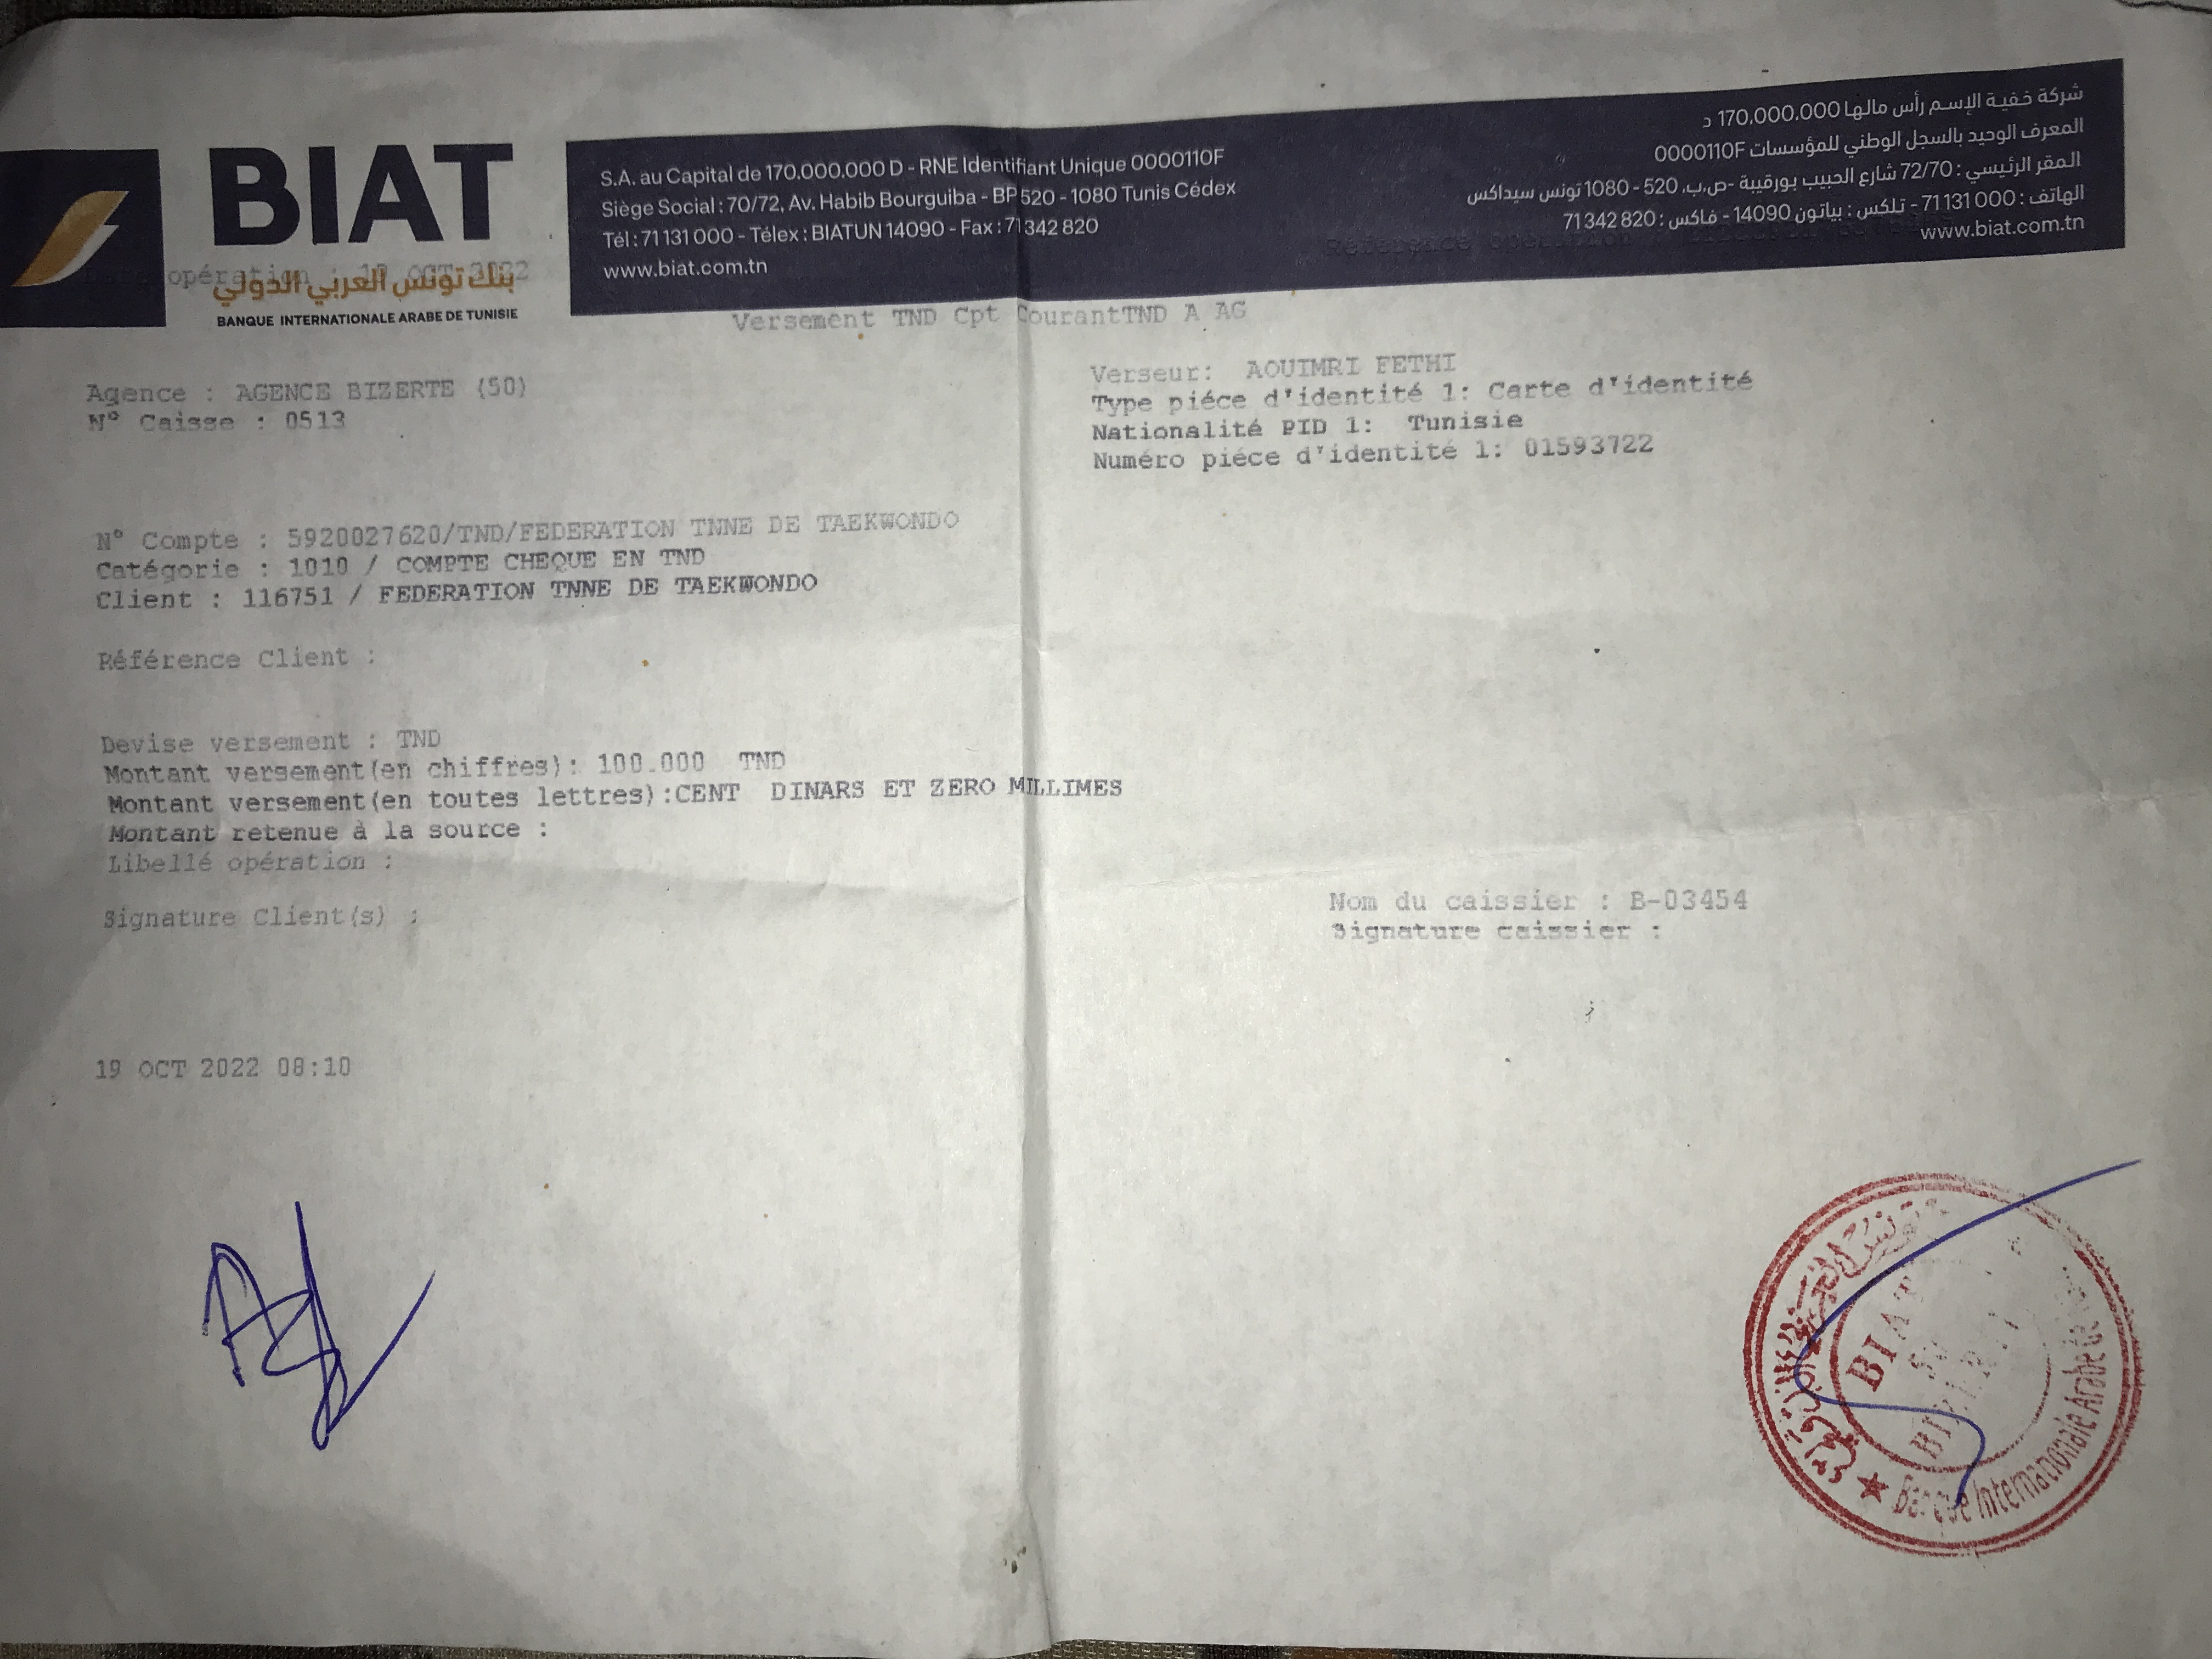 BIAT
بنك تونس العربي الدولي
BANQUE INTERNATIONALE ARABE DE TUNISIE
S.A. au Capital de 170.000.000 D - RNE Identifiant Unique 0000110F
Siège Social : 70/72, Av. Habib Bourguiba - BP 520 - 1080 Tunis Cédex
Tél : 71 131 000 - Télex : BIATUN 14090 - Fax : 71 342 820
www.biat.com.tn
شركة خفية الإسم رأس مالها 170.000.000 د
المعرف الوحيد بالسجل الوطني للمؤسسات 0000110F
المقر الرئيسي : 72/70 شارع الحبيب بورقيبة -ص.ب. 520 - 1080 تونس سيداكس
الهاتف : 71 131 000 - تلكس : بياتون 14090 - فاكس : 71 342 820
www.biat.com.tn
opération : OCT 2022
Référence opération :
Versement TND Cpt CourantTND A AG
Agence : AGENCE BIZERTE (50)
N° Caisse : 0513
Verseur: AOUIMRI FETHI
Type piéce d'identité 1: Carte d'identité
Nationalité PID 1: Tunisie
Numéro piéce d'identité 1: 01593722
N° Compte : 5920027620/TND/FEDERATION TNNE DE TAEKWONDO
Catégorie : 1010 / COMPTE CHEQUE EN TND
Client : 116751 / FEDERATION TNNE DE TAEKWONDO
Référence Client :
Devise versement : TND
Montant versement(en chiffres): 100.000 TND
Montant versement(en toutes lettres):CENT DINARS ET ZERO MILLIMES
Montant retenue à la source :
Libellé opération :
Signature Client(s) :
Nom du caissier : B-03454
Signature caissier :
19 OCT 2022 08:10
BIAT
Banque Internationale Arabe de